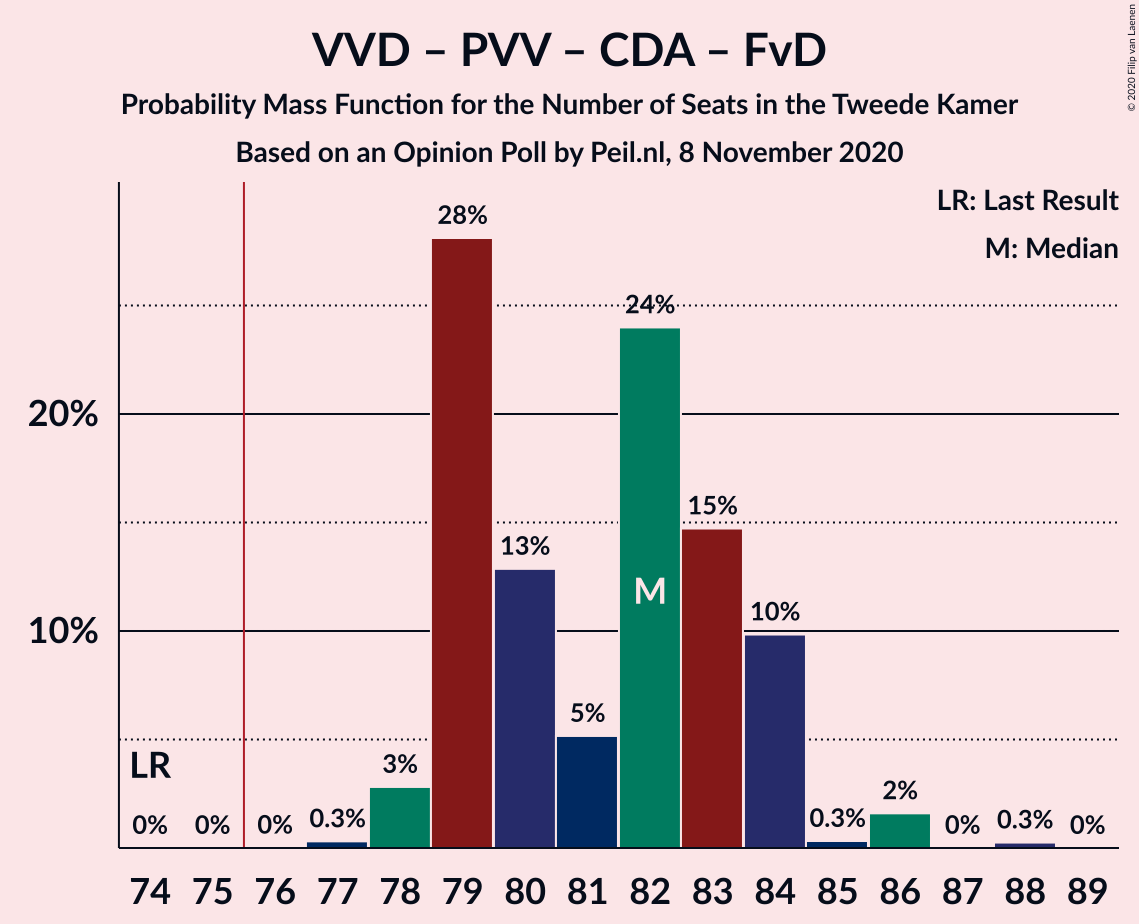 VVD – PVV – CDA – FvD
Probability Mass Function for the Number of Seats in the Tweede Kamer
Based on an Opinion Poll by Peil.nl, 8 November 2020
© 2020 Filip van Laenen
LR: Last Result
M: Median
28%
24%
20%
15%
13%
M
10%
10%
5%
LR
3%
2%
0%
0%
0%
0.3%
0.3%
0%
0.3%
0%
74 75 76 77 78 79 80 81 82 83 84 85 86 87 88 89